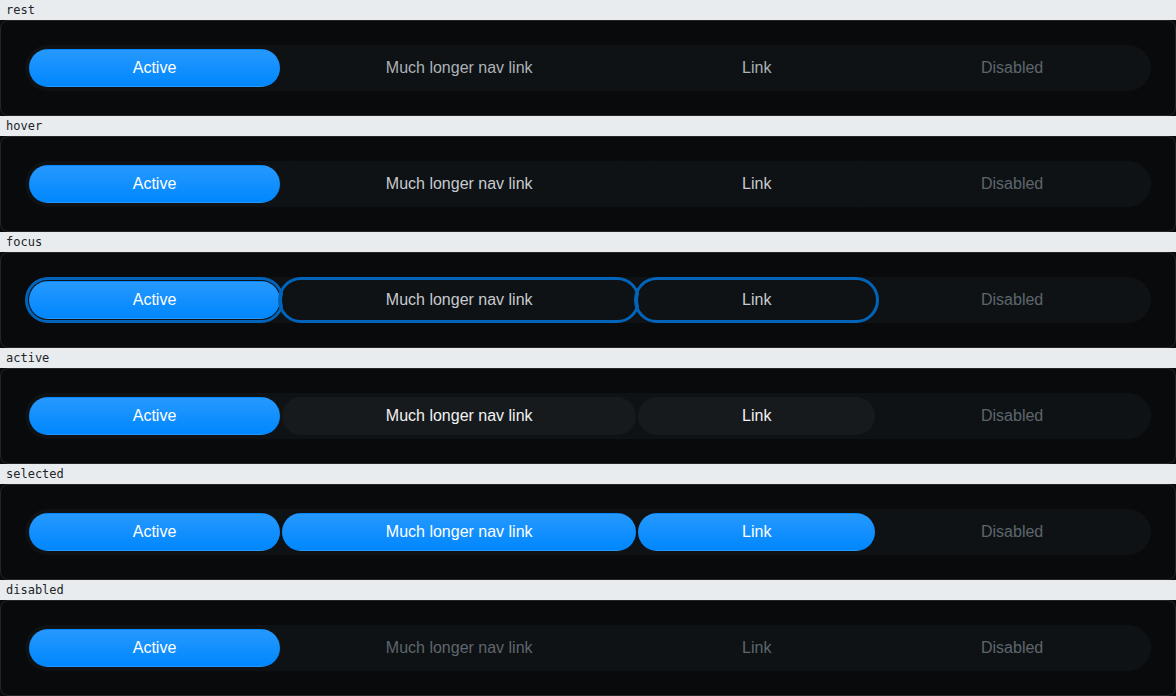 rest
Active Much longer nav link Link Disabled
hover
Active Much longer nav link Link Disabled
focus
Active Much longer nav link Link Disabled
active
Active Much longer nav link Link Disabled
selected
Active Much longer nav link Link Disabled
disabled
Active Much longer nav link Link Disabled